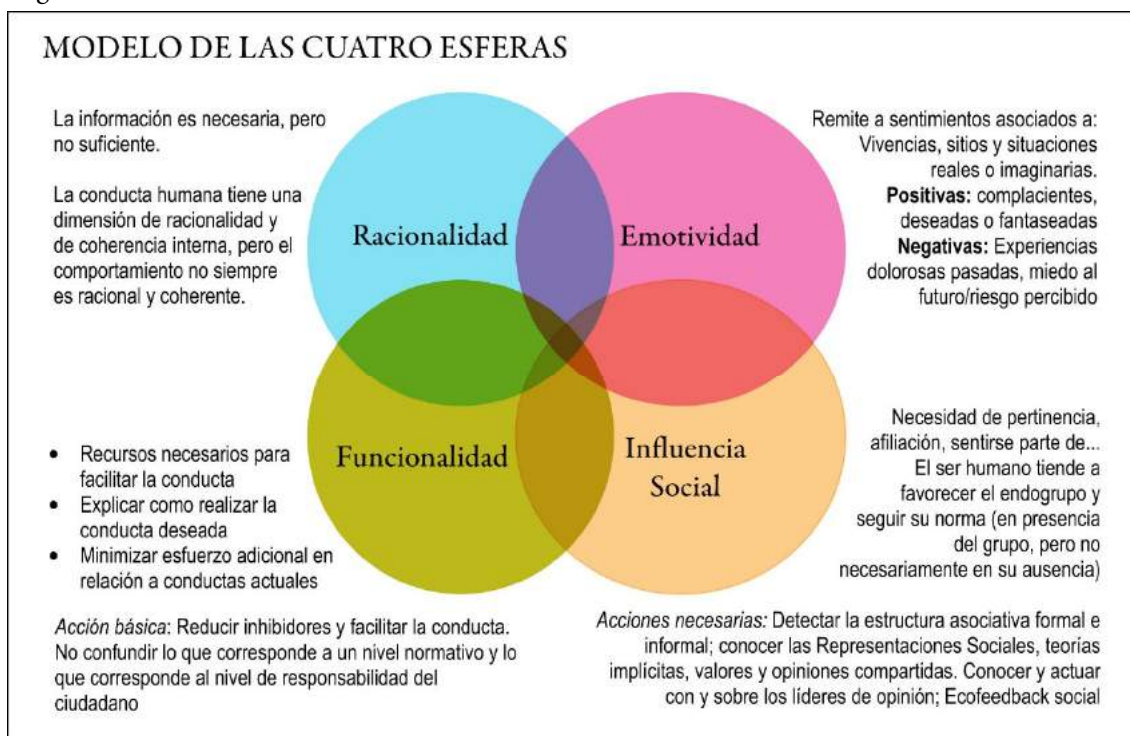 MODELO DE LAS CUATRO ESFERAS
La información es necesaria, pero
no suficiente.
La conducta humana tiene una
dimensión de racionalidad y
de coherencia interna, pero el
comportamiento no siempre
es racional y coherente.
Remite a sentimientos asociados a:
Vivencias, sitios y situaciones
reales o imaginarias.
Positivas: complacientes,
deseadas o fantaseadas
Negativas: Experiencias
dolorosas pasadas, miedo al
futuro/riesgo percibido
Racionalidad
Emotividad
Funcionalidad
Influencia
Social
• Recursos necesarios para
facilitar la conducta
• Explicar como realizar la
conducta deseada
• Minimizar esfuerzo adicional en
relación a conductas actuales
Necesidad de pertinencia,
afiliación, sentirse parte de...
El ser humano tiende a
favorecer el endogrupo y
seguir su norma (en presencia
del grupo, pero no
necesariamente en su ausencia)
Acción básica: Reducir inhibidores y facilitar la conducta.
No confundir lo que corresponde a un nivel normativo y lo
que corresponde al nivel de responsabilidad del
ciudadano
Acciones necesarias: Detectar la estructura asociativa formal e
informal; conocer las Representaciones Sociales, teorías
implícitas, valores y opiniones compartidas. Conocer y actuar
con y sobre los líderes de opinión; Ecofeedback social